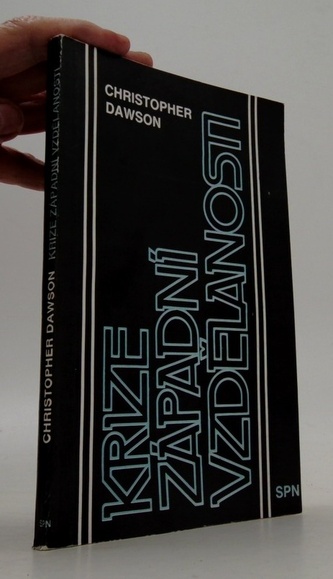 CHRISTOPHER
DAWSON
KRIZE
ZÁPADNÍ
VZDĚLANOSTI
SPN
CHRISTOPHER DAWSON KRIZE ZÁPADNÍ VZDĚLANOSTI
SPN